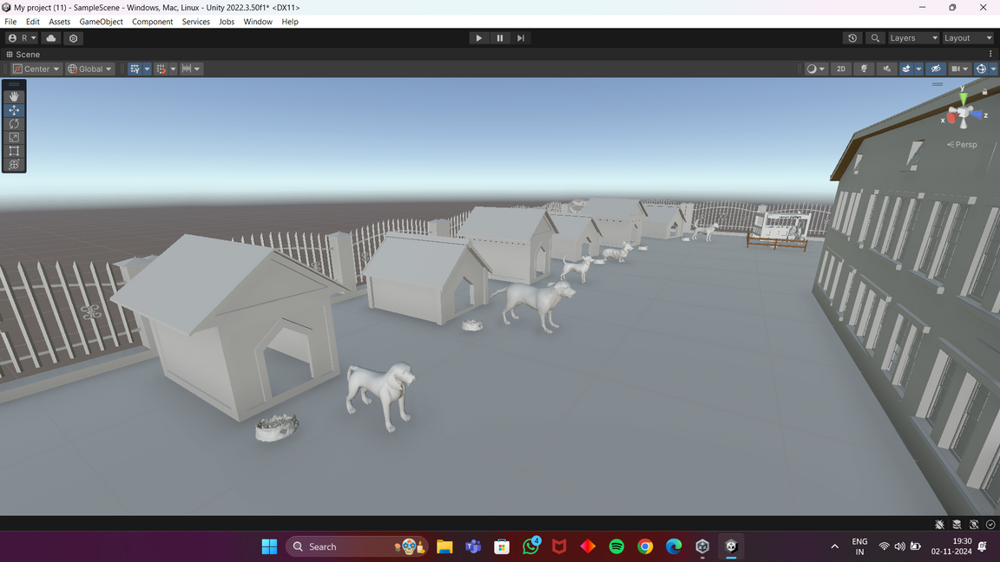 My project (11) - SampleScene - Windows, Mac, Linux - Unity 2022.3.50f1* <DX11>
File Edit Assets GameObject Component Services Jobs Window Help
R Layers Layout
Scene
Center Global 2D
y
x z
Persp
Search
4
ENG
IN
19:30
02-11-2024